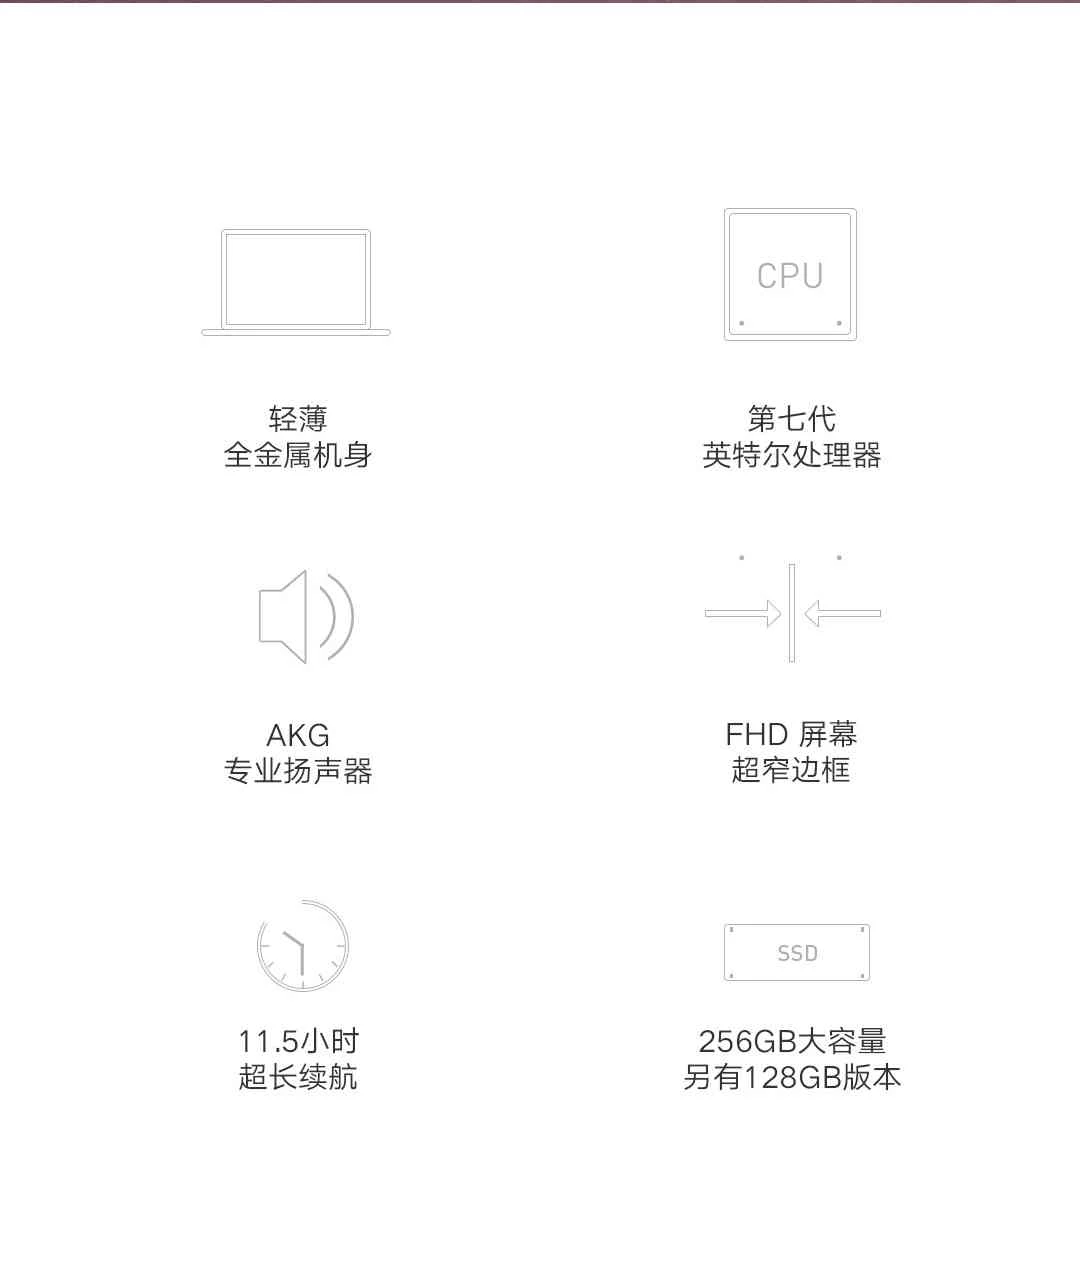 CPU
轻薄
全金属机身
第七代
英特尔处理器
AKG
专业扬声器
FHD 屏幕
超窄边框
SSD
11.5小时
超长续航
256GB大容量
另有128GB版本